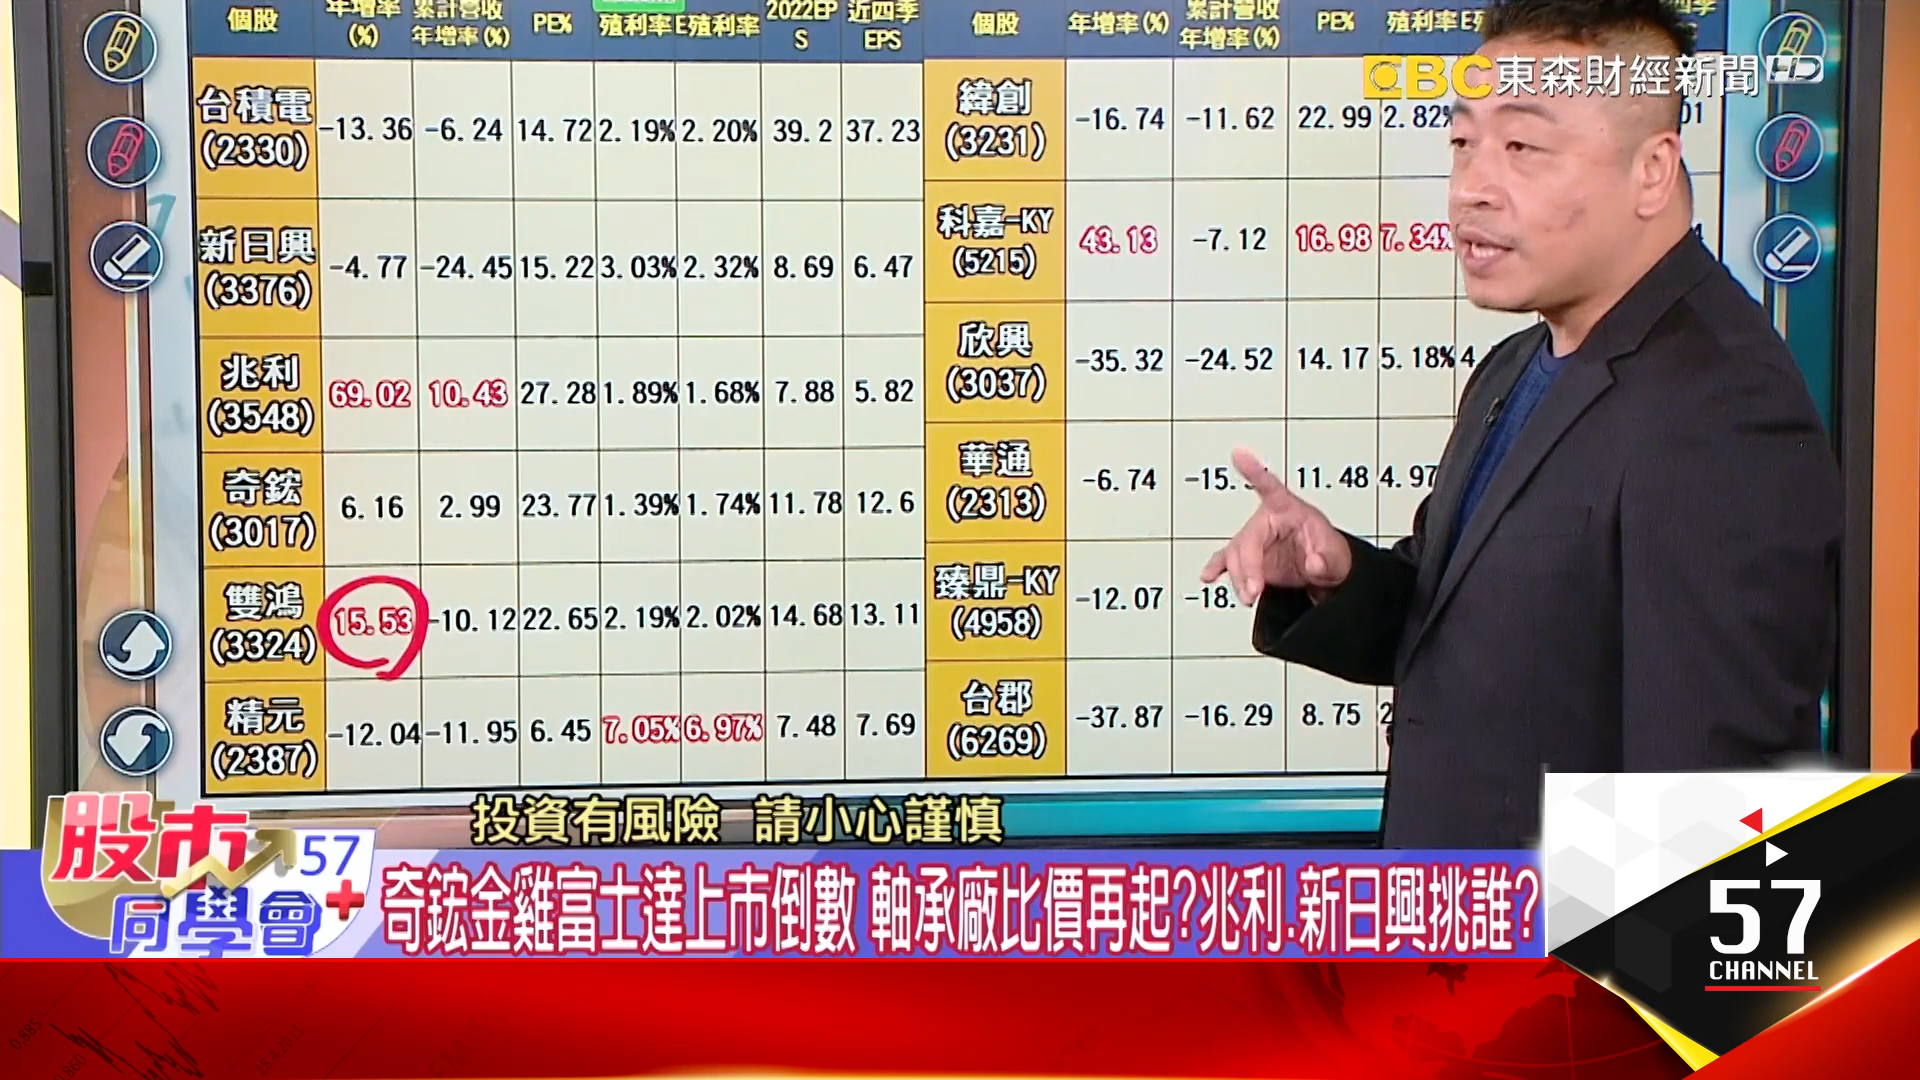 個股 年增率(%) 累計營收年增率(%) PE% 殖利率E 殖利率 2022EPS 近四季EPS
台積電(2330) -13.36 -6.24 14.72 2.19% 2.20% 39.2 37.23
新日興(3376) -4.77 -24.45 15.22 3.03% 2.32% 8.69 6.47
兆利(3548) 69.02 10.43 27.28 1.89% 1.68% 7.88 5.82
奇鋐(3017) 6.16 2.99 23.77 1.39% 1.74% 11.78 12.6
雙鴻(3324) 15.53 -10.12 22.65 2.19% 2.02% 14.68 13.11
精元(2387) -12.04 -11.95 6.45 7.05% 6.97% 7.48 7.69
個股 年增率(%) 累計營收年增率(%) PE% 殖利率E
緯創(3231) -16.74 -11.62 22.99 2.82% 01
科嘉-KY(5215) 43.13 -7.12 16.98 7.34%
欣興(3037) -35.32 -24.52 14.17 5.18% 4.
華通(2313) -6.74 -15. 11.48 4.97
臻鼎-KY(4958) -12.07 -18.
台郡(6269) -37.87 -16.29 8.75 2
EBC 東森財經新聞 HD
投資有風險 請小心謹慎
股市 57
同學會+
奇鋐金雞富士達上市倒數 軸承廠比價再起?兆利.新日興挑誰?
57
CHANNEL